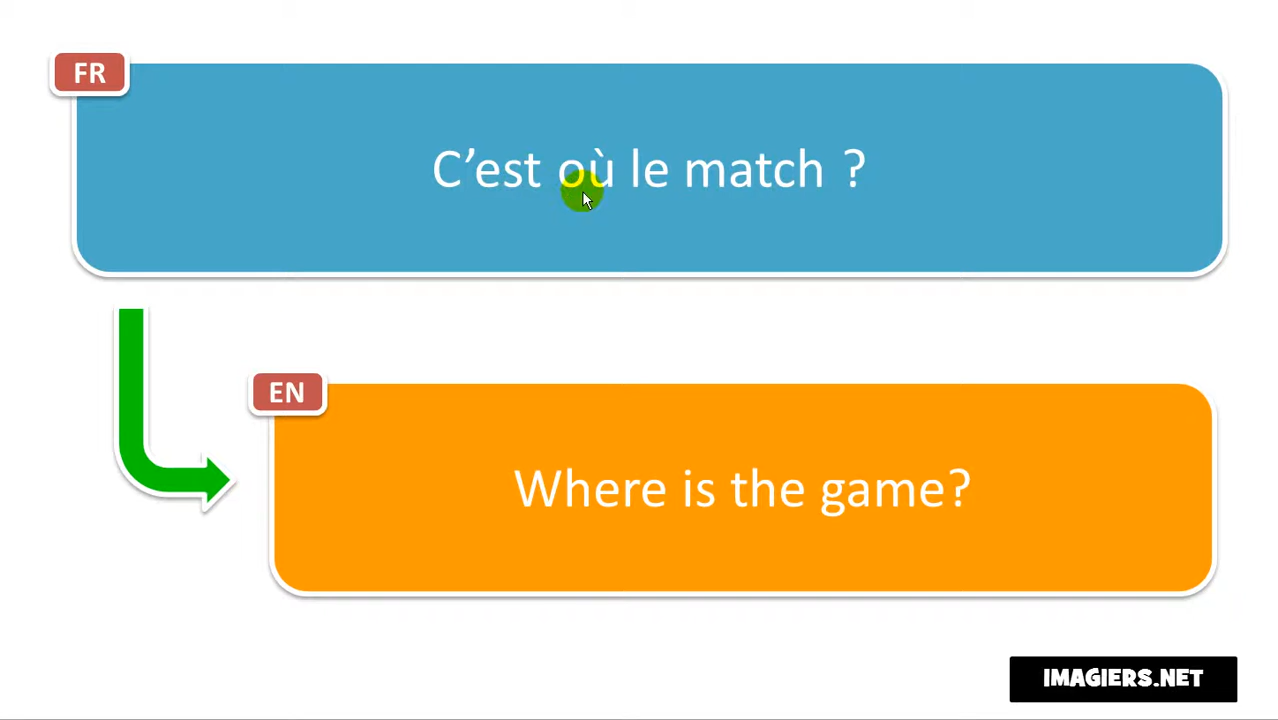 FR
C’est où le match ?
EN
Where is the game?
IMAGIERS.NET